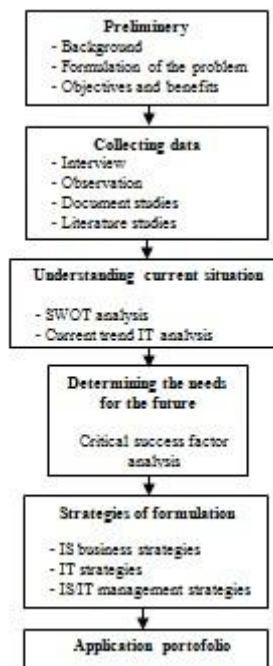 Preliminery
- Background
- Formulation of the problem
- Objectives and benefits
Collecting data
- Interview
- Observation
- Document studies
- Literature studies
Understanding current situation
- SWOT analysis
- Current trend IT analysis
Determining the needs
for the future
Critical success factor
analysis
Strategies of formulation
- IS business strategies
- IT strategies
- IS/IT management strategies
Application portofolio